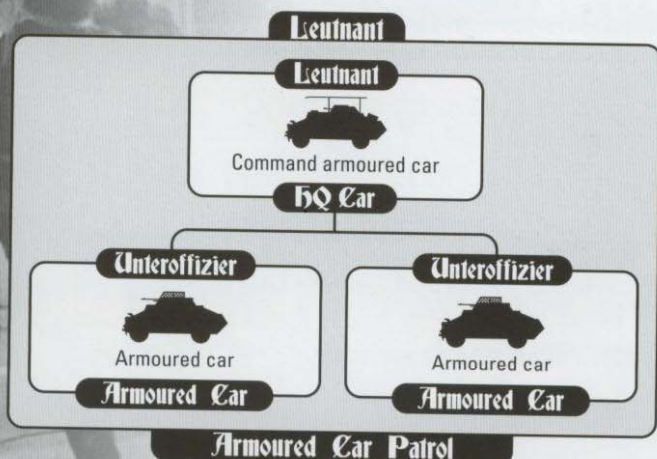 Leutnant
Leutnant
Command armoured car
HQ Car
Unteroffizier Unteroffizier
Armoured car Armoured car
Armoured Car Armoured Car
Armoured Car Patrol